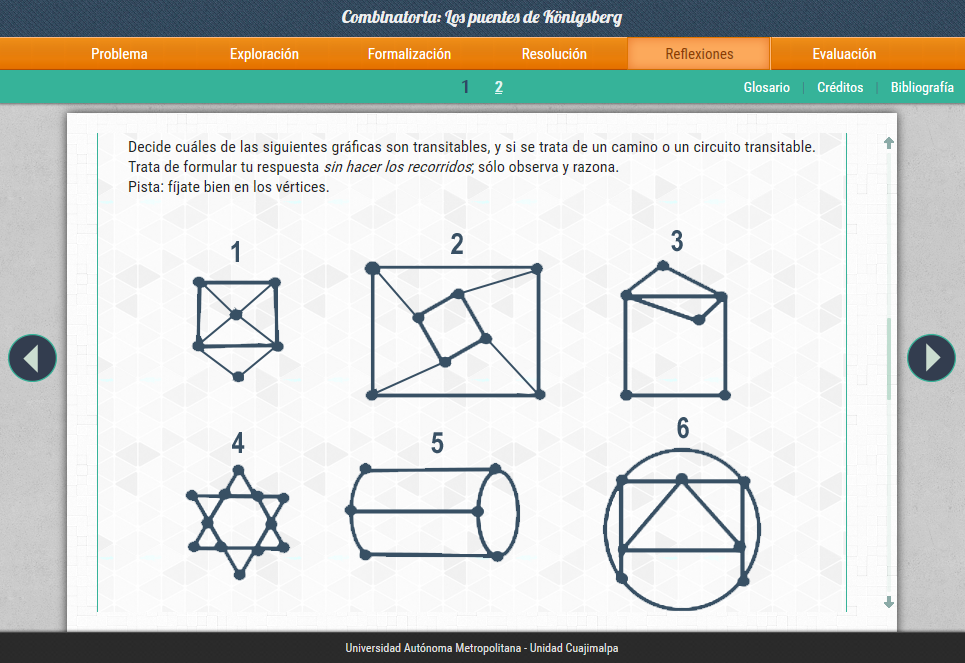 Combinatoria: Los puentes de Königsberg
Problema Exploración Formalización Resolución Reflexiones Evaluación
1 2 Glosario | Créditos | Bibliografía
Decide cuáles de las siguientes gráficas son transitables, y si se trata de un camino o un circuito transitable.
Trata de formular tu respuesta sin hacer los recorridos; sólo observa y razona.
Pista: fíjate bien en los vértices.
1 2 3
4 5 6
Universidad Autónoma Metropolitana - Unidad Cuajimalpa